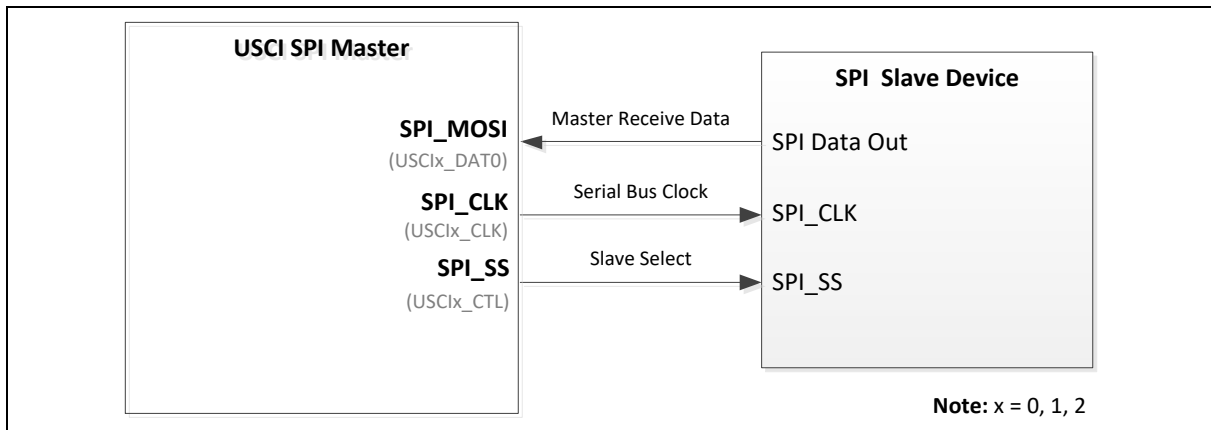 USCI SPI Master
SPI Slave Device
SPI_MOSI
(USCIx_DAT0)
Master Receive Data
SPI Data Out
SPI_CLK
(USCIx_CLK)
Serial Bus Clock
SPI_CLK
SPI_SS
(USCIx_CTL)
Slave Select
SPI_SS
Note: x = 0, 1, 2